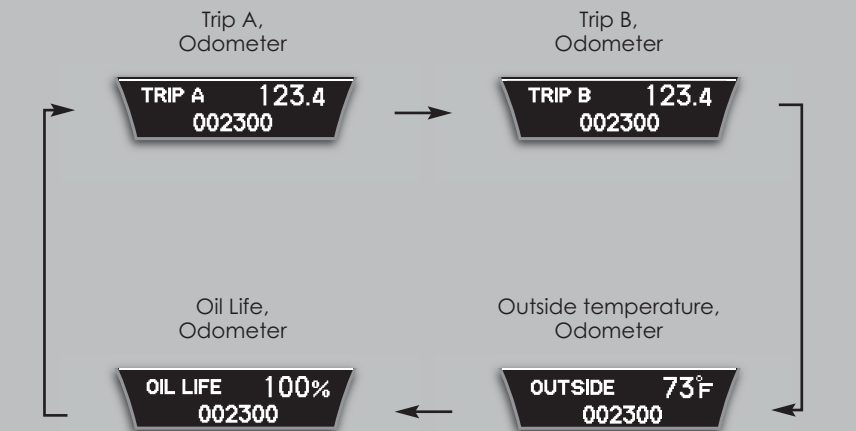 Trip A,
Odometer
TRIP A 123.4
002300
Trip B,
Odometer
TRIP B 123.4
002300
Oil Life,
Odometer
OIL LIFE 100%
002300
Outside temperature,
Odometer
OUTSIDE 73°F
002300